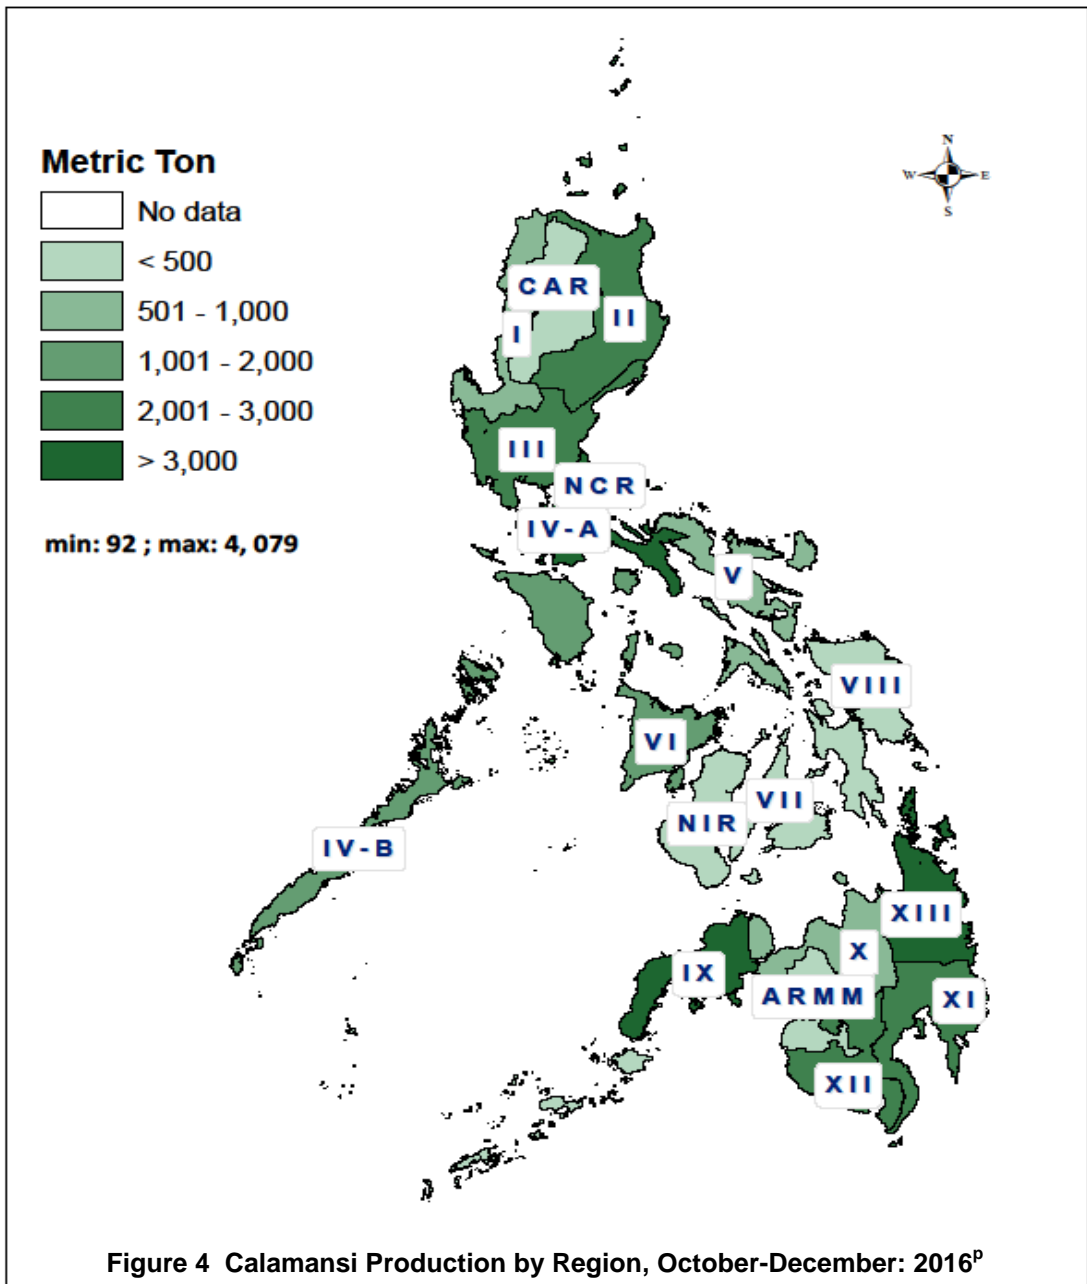 N
W E
S
Metric Ton
No data
< 500
501 - 1,000
1,001 - 2,000
2,001 - 3,000
> 3,000
min: 92 ; max: 4, 079
CAR
I
II
III
NCR
IV-A
V
VIII
VI
VII
NIR
IV-B
XIII
X
IX
ARMM
XI
XII
Figure 4 Calamansi Production by Region, October-December: 2016ᵖ